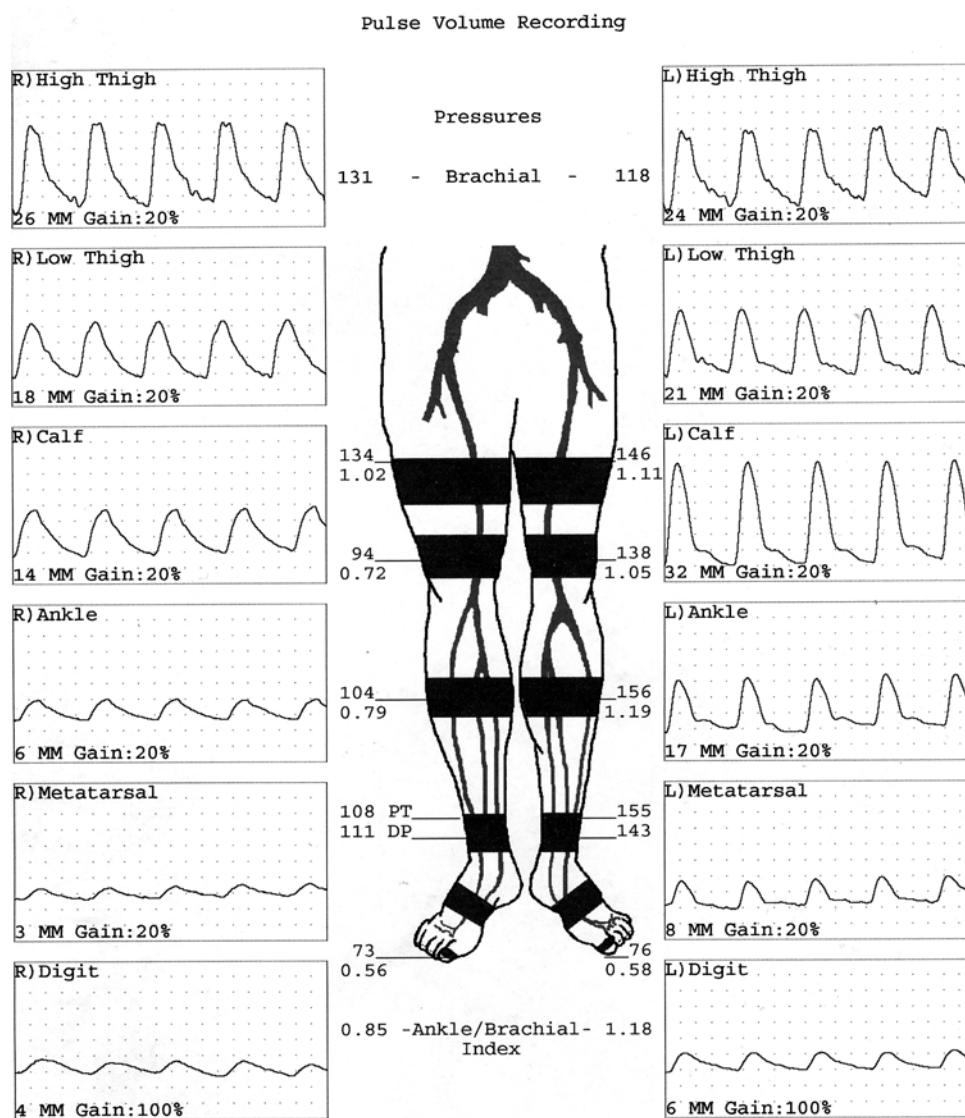 Pulse Volume Recording
R)High Thigh
26 MM Gain:20%
R)Low Thigh
18 MM Gain:20%
R)Calf
14 MM Gain:20%
R)Ankle
6 MM Gain:20%
R)Metatarsal
3 MM Gain:20%
R)Digit
4 MM Gain:100%
Pressures
131 - Brachial - 118
134 146
1.02 1.11
94 138
0.72 1.05
104 156
0.79 1.19
108 PT 155
111 DP 143
73 76
0.56 0.58
0.85 -Ankle/Brachial- 1.18
Index
L)High Thigh
24 MM Gain:20%
L)Low Thigh
21 MM Gain:20%
L)Calf
32 MM Gain:20%
L)Ankle
17 MM Gain:20%
L)Metatarsal
8 MM Gain:20%
L)Digit
6 MM Gain:100%